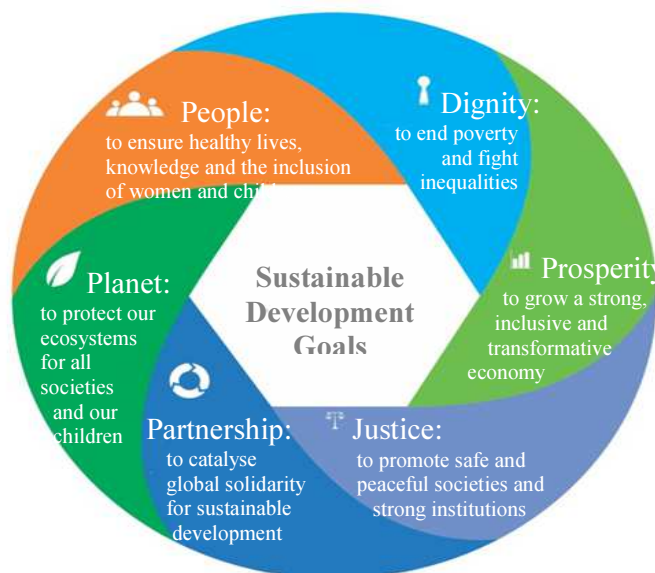 People:
to ensure healthy lives,
knowledge and the inclusion
of women and
Dignity:
to end poverty
and fight
inequalities
Prosperity
to grow a strong,
inclusive and
transformative
economy
Justice:
to promote safe and
peaceful societies and
strong institutions
Partnership:
to catalyse
global solidarity
for sustainable
development
Planet:
to protect our
ecosystems
for all
societies
and our
children
Sustainable
Development
Goals